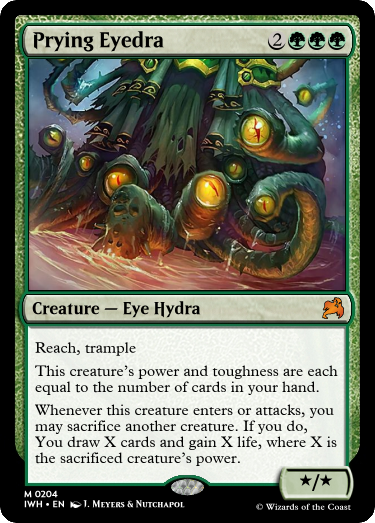 Prying Eyedra 2
Creature — Eye Hydra
Reach, trample
This creature's power and toughness are each
equal to the number of cards in your hand.
Whenever this creature enters or attacks, you
may sacrifice another creature. If you do,
You draw X cards and gain X life, where X is
the sacrificed creature's power.
*/*
M 0204
IWH • EN J. Meyers & Nutchapol
© Wizards of the Coast